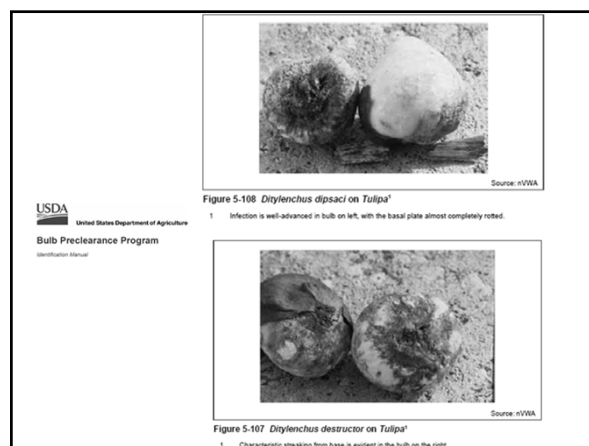 Source: nVWA
Figure 5-108 Ditylenchus dipsaci on Tulipa¹
1 Infection is well-advanced in bulb on left, with the basal plate almost completely rotted.
USDA
United States Department of Agriculture
Bulb Preclearance Program
Identification Manual
Source: nVWA
Figure 5-107 Ditylenchus destructor on Tulipa¹
1 Characteristic streaking from base is evident in the bulb on the right.